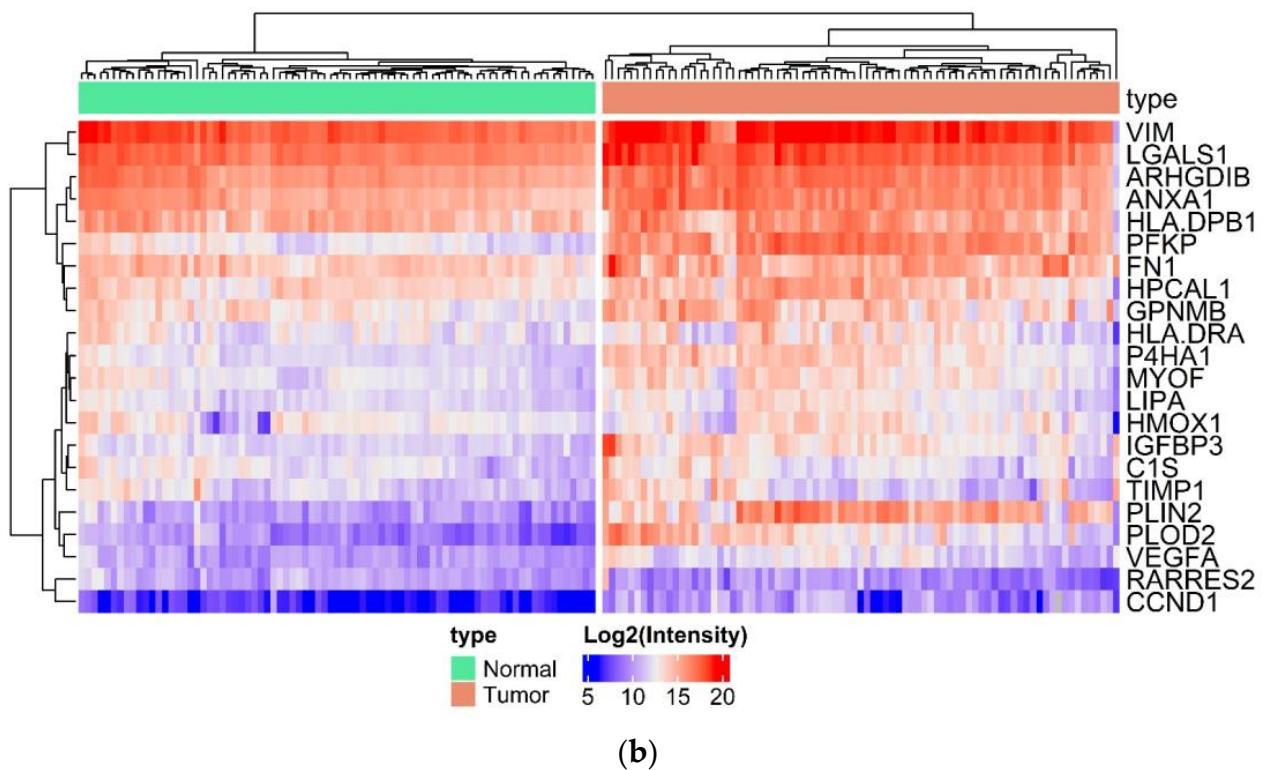 type
VIM
LGALS1
ARHGDIB
ANXA1
HLA.DPB1
PFKP
FN1
HPCAL1
GPNMB
HLA.DRA
P4HA1
MYOF
LIPA
HMOX1
IGFBP3
C1S
TIMP1
PLIN2
PLOD2
VEGFA
RARRES2
CCND1
type
Normal
Tumor
Log2(Intensity)
5 10 15 20
(b)